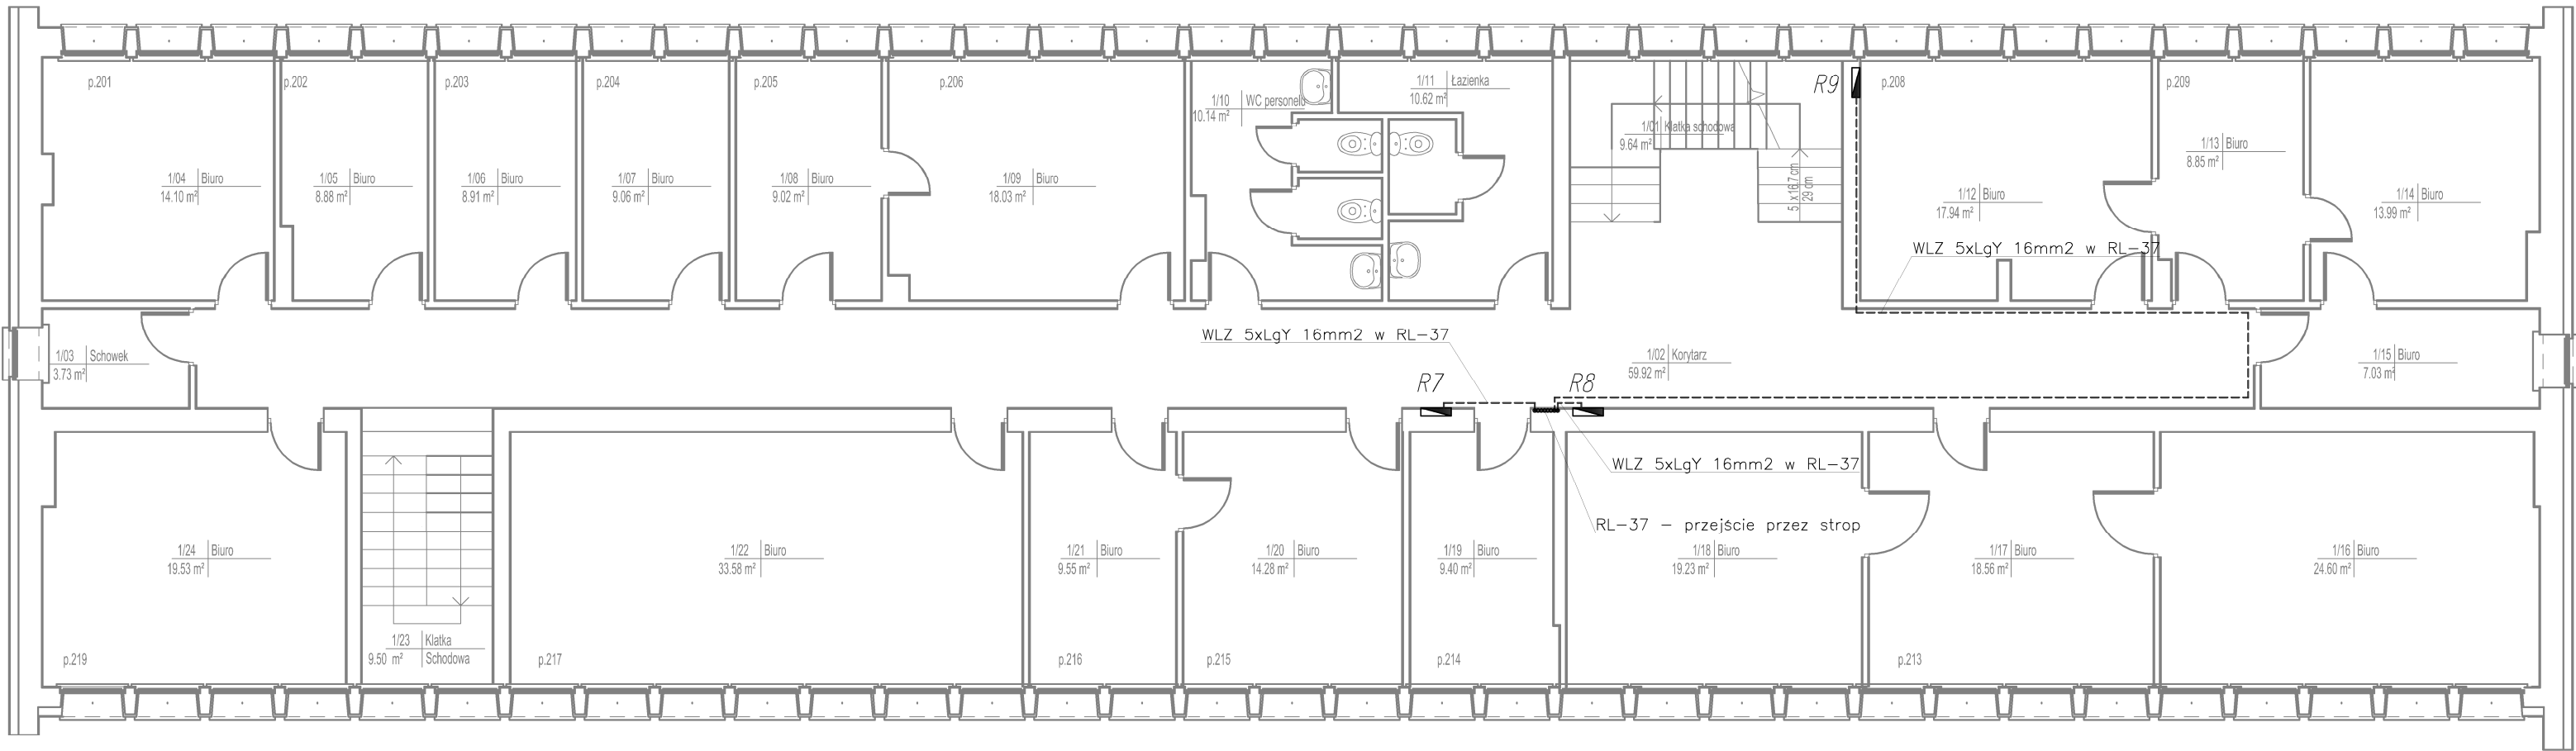 p.201
p.202
p.203
p.204
p.205
p.206
1/10 WC personelu
10.14 m²
1/11 Łazienka
10.62 m²
R9
p.208
p.209
1/01 Klatka schodowa
9.64 m²
5 x16.7 cm
29 cm
1/13 Biuro
8.85 m²
1/04 Biuro
14.10 m²
1/05 Biuro
8.88 m²
1/06 Biuro
8.91 m²
1/07 Biuro
9.06 m²
1/08 Biuro
9.02 m²
1/09 Biuro
18.03 m²
1/12 Biuro
17.94 m²
1/14 Biuro
13.99 m²
WLZ 5xLgY 16mm2 w RL-37
WLZ 5xLgY 16mm2 w RL-37
1/03 Schowek
3.73 m²
1/02 Korytarz
59.92 m²
1/15 Biuro
7.03 m²
R7
R8
WLZ 5xLgY 16mm2 w RL-37
RL-37 - przejście przez strop
1/24 Biuro
19.53 m²
1/22 Biuro
33.58 m²
1/21 Biuro
9.55 m²
1/20 Biuro
14.28 m²
1/19 Biuro
9.40 m²
1/18 Biuro
19.23 m²
1/17 Biuro
18.56 m²
1/16 Biuro
24.60 m²
1/23 Klatka
9.50 m² Schodowa
p.219
p.217
p.216
p.215
p.214
p.213